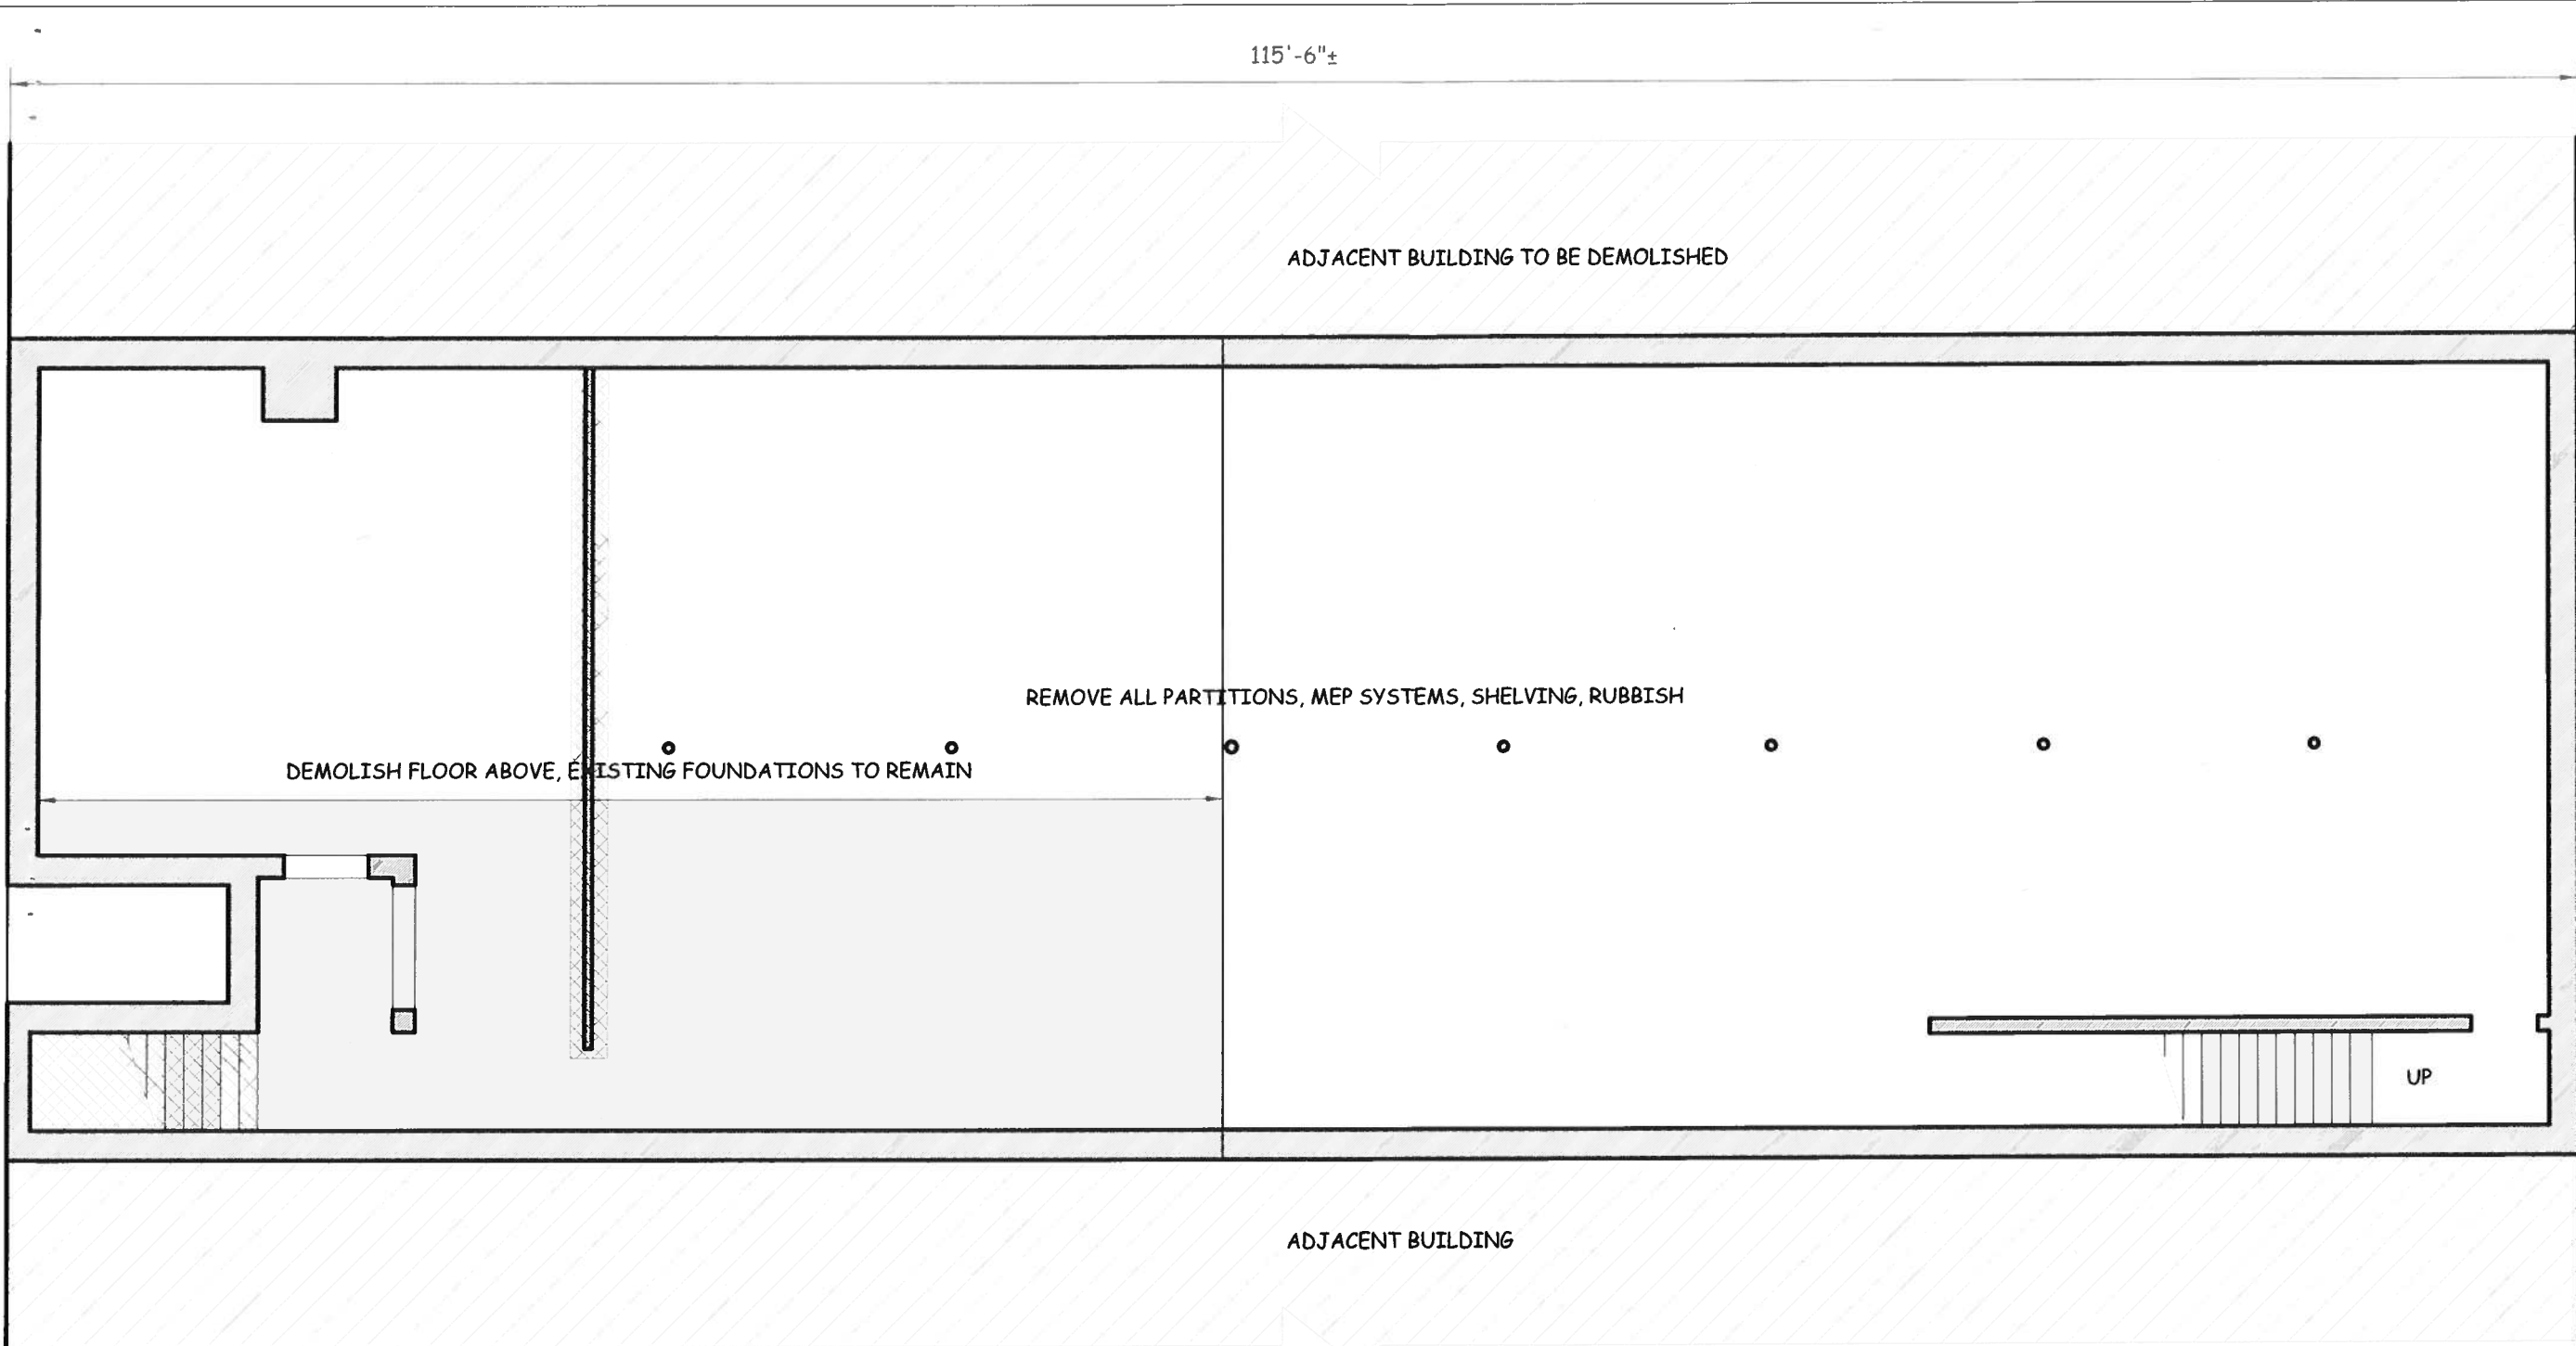 115'-6"±
ADJACENT BUILDING TO BE DEMOLISHED
REMOVE ALL PARTITIONS, MEP SYSTEMS, SHELVING, RUBBISH
DEMOLISH FLOOR ABOVE, EXISTING FOUNDATIONS TO REMAIN
UP
ADJACENT BUILDING